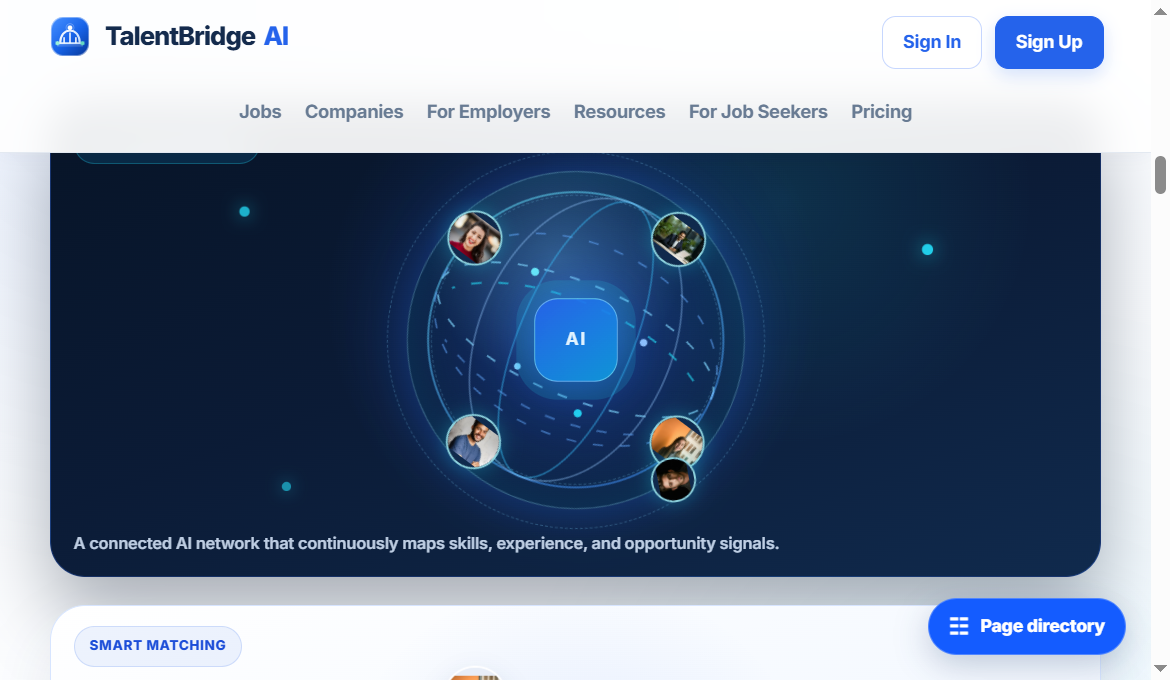 TalentBridge AI
Sign In
Sign Up
Jobs
Companies
For Employers
Resources
For Job Seekers
Pricing
AI
A connected AI network that continuously maps skills, experience, and opportunity signals.
Page directory
SMART MATCHING